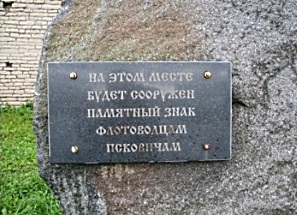 НА ЭТОМ МЕСТЕ
БУДЕТ СООРУЖЕН
ПАМЯТНЫЙ ЗНАК
ФЛОТОВОДЦАМ
ПСКОВИЧАМ